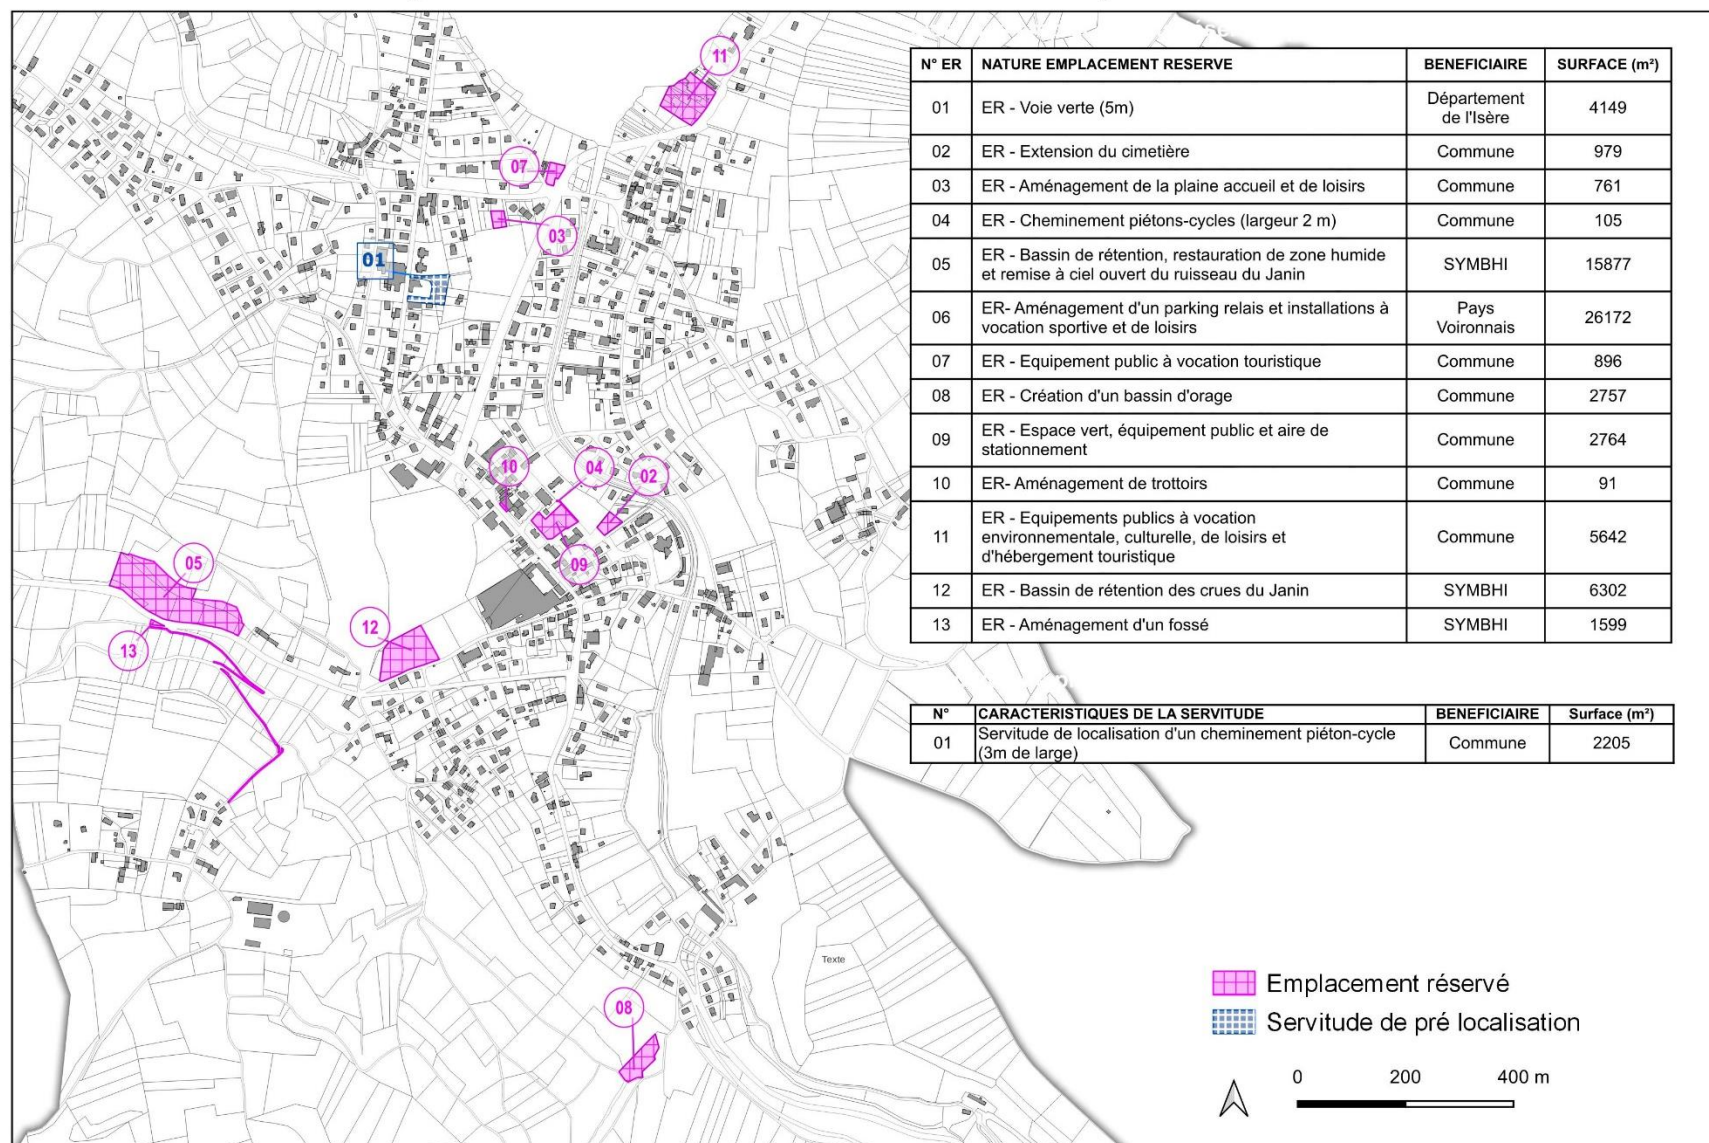 N° ER NATURE EMPLACEMENT RESERVE BENEFICIAIRE SURFACE (m²)
01 ER - Voie verte (5m) Département de l'Isère 4149
02 ER - Extension du cimetière Commune 979
03 ER - Aménagement de la plaine accueil et de loisirs Commune 761
04 ER - Cheminement piétons-cycles (largeur 2 m) Commune 105
05 ER - Bassin de rétention, restauration de zone humide
et remise à ciel ouvert du ruisseau du Janin SYMBHI 15877
06 ER- Aménagement d'un parking relais et installations à
vocation sportive et de loisirs Pays Voironnais 26172
07 ER - Equipement public à vocation touristique Commune 896
08 ER - Création d'un bassin d'orage Commune 2757
09 ER - Espace vert, équipement public et aire de
stationnement Commune 2764
10 ER- Aménagement de trottoirs Commune 91
11 ER - Equipements publics à vocation
environnementale, culturelle, de loisirs et
d'hébergement touristique Commune 5642
12 ER - Bassin de rétention des crues du Janin SYMBHI 6302
13 ER - Aménagement d'un fossé SYMBHI 1599
N° CARACTERISTIQUES DE LA SERVITUDE BENEFICIAIRE Surface (m²)
01 Servitude de localisation d'un cheminement piéton-cycle
(3m de large) Commune 2205
11
07
03
01
10
04
02
09
05
12
13
08
Texte
Emplacement réservé
Servitude de pré localisation
0 200 400 m